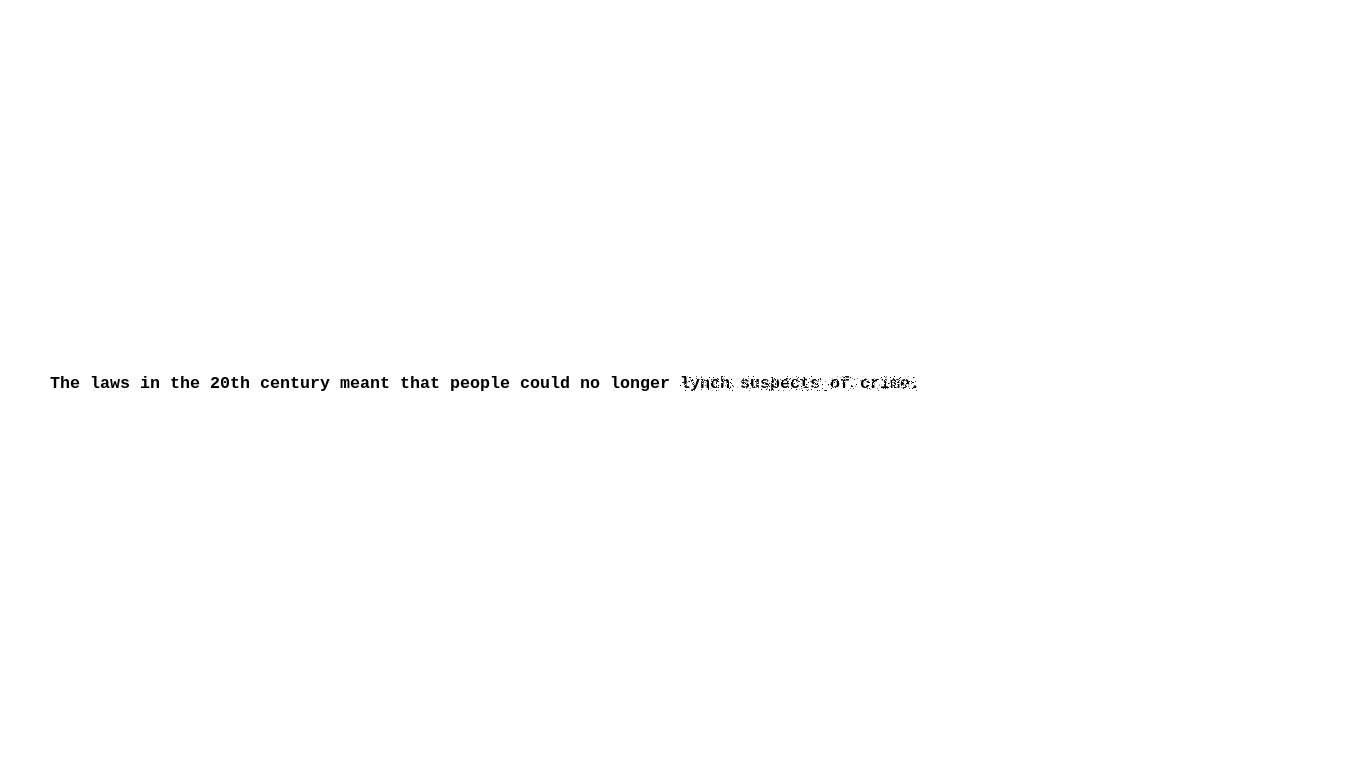 The laws in the 20th century meant that people could no longer lynch suspects of crime.